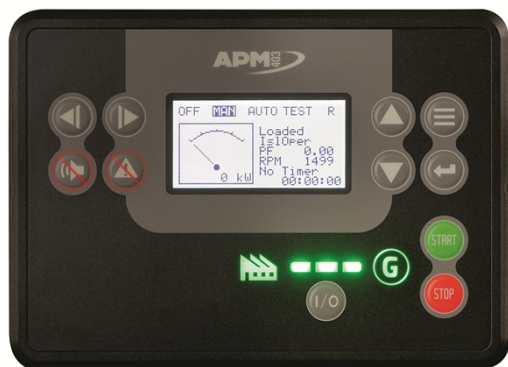 APM403
OFF MAN AUTO TEST R
Loaded
IslOper
PF 0.00
RPM 1499
No Timer
00:00:00
0 kW
START
G
I/O
STOP